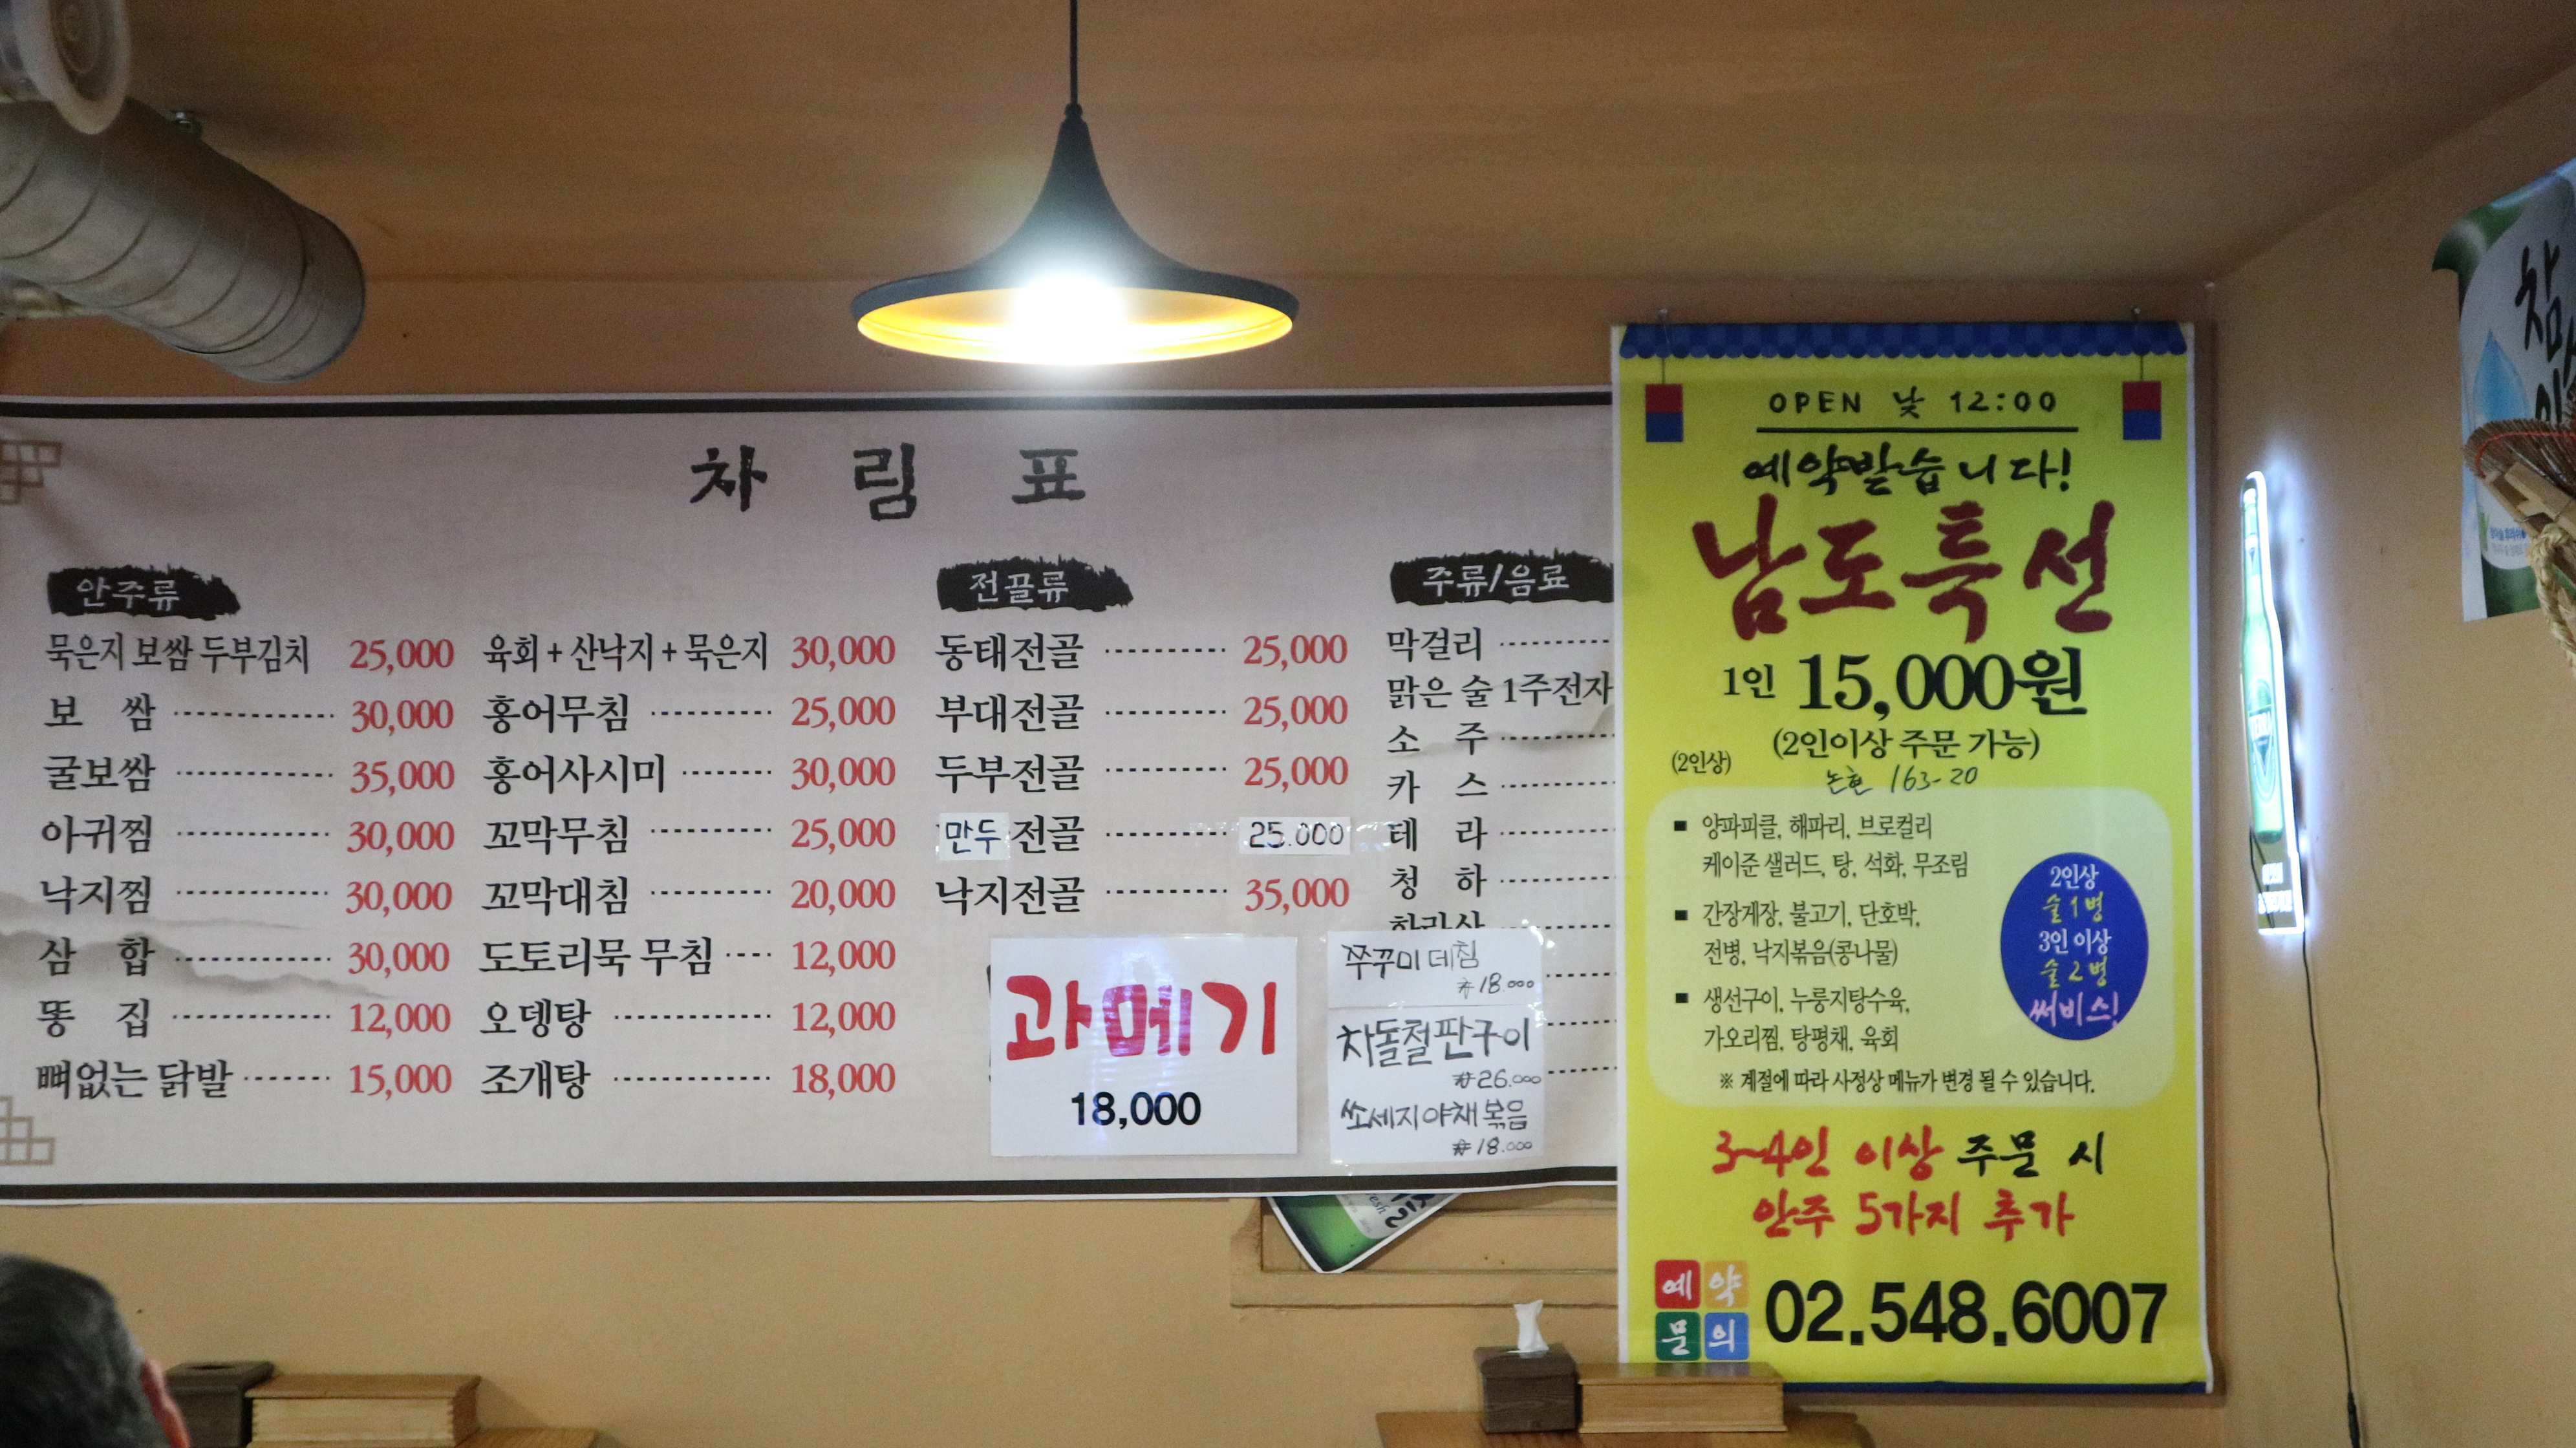 차림표
안주류
묵은지 보쌈 두부김치 25,000
보 쌈 30,000
굴보쌈 35,000
아귀찜 30,000
낙지찜 30,000
삼 합 30,000
똥 집 12,000
뼈없는 닭발 15,000
육회+산낙지+묵은지 30,000
홍어무침 25,000
홍어사시미 30,000
꼬막무침 25,000
꼬막대침 20,000
도토리묵 무침 12,000
오뎅탕 12,000
조개탕 18,000
전골류
동태전골 25,000
부대전골 25,000
두부전골 25,000
만두 전골 25.000
낙지전골 35,000
과메기
18,000
주류/음료
막걸리
맑은 술 1주전자
소 주
카 스
테 라
청 하
쭈꾸미데침
₩18.000
차돌철판구이
₩26.000
쏘세지야채볶음
₩18.000
OPEN 낮 12:00
예약받습니다!
남도특선
1인 15,000원
(2인이상 주문 가능)
(2인상)
논현 163-20
■ 양파피클, 해파리, 브로컬리
케이준 샐러드, 탕, 석화, 무조림
■ 간장게장, 불고기, 단호박,
전병, 낙지볶음(콩나물)
■ 생선구이, 누룽지탕수육,
가오리찜, 탕평채, 육회
※ 계절에 따라 사정상 메뉴가 변경 될 수 있습니다.
2인상
술 1병
3인 이상
술 2병
써비스!
3~4인 이상 주문 시
안주 5가지 추가
예약
문의
02.548.6007
참